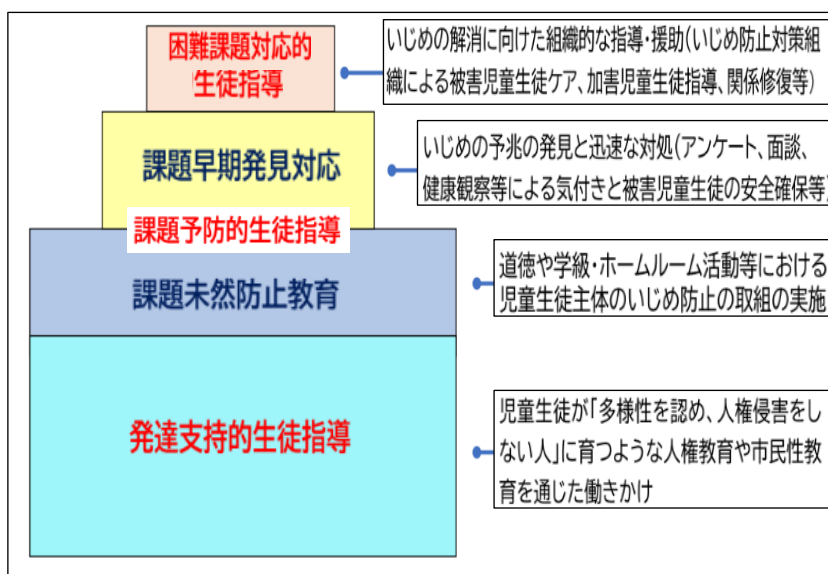 困難課題対応的
生徒指導
いじめの解消に向けた組織的な指導・援助(いじめ防止対策組
織による被害児童生徒ケア、加害児童生徒指導、関係修復等)
課題早期発見対応
いじめの予兆の発見と迅速な対処(アンケート、面談、
健康観察等による気付きと被害児童生徒の安全確保等)
課題予防的生徒指導
課題未然防止教育
道徳や学級・ホームルーム活動等における
児童生徒主体のいじめ防止の取組の実施
発達支持的生徒指導
児童生徒が「多様性を認め、人権侵害をし
ない人」に育つような人権教育や市民性教
育を通じた働きかけ